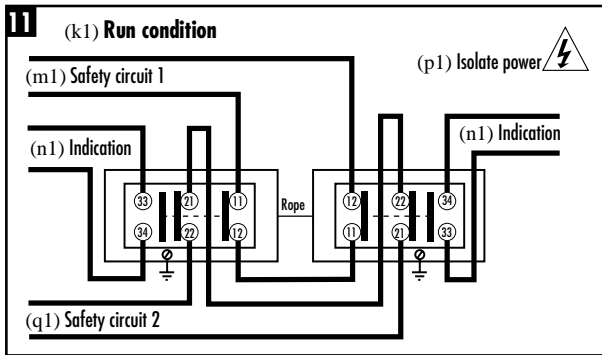 11
(k1) Run condition
(m1) Safety circuit 1
(p1) Isolate power
(n1) Indication
(n1) Indication
33 21 11
Rope
12 22 34
34 22 12
11 21 33
(q1) Safety circuit 2